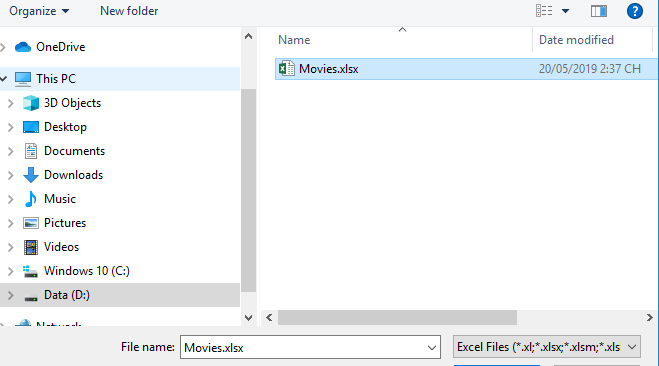 Organize New folder
OneDrive
This PC
3D Objects
Desktop
Documents
Downloads
Music
Pictures
Videos
Windows 10 (C:)
Data (D:)
Network
Name Date modified
Movies.xlsx 20/05/2019 2:37 CH
File name: Movies.xlsx Excel Files (*.xl;*.xlsx;*.xlsm;*.xls